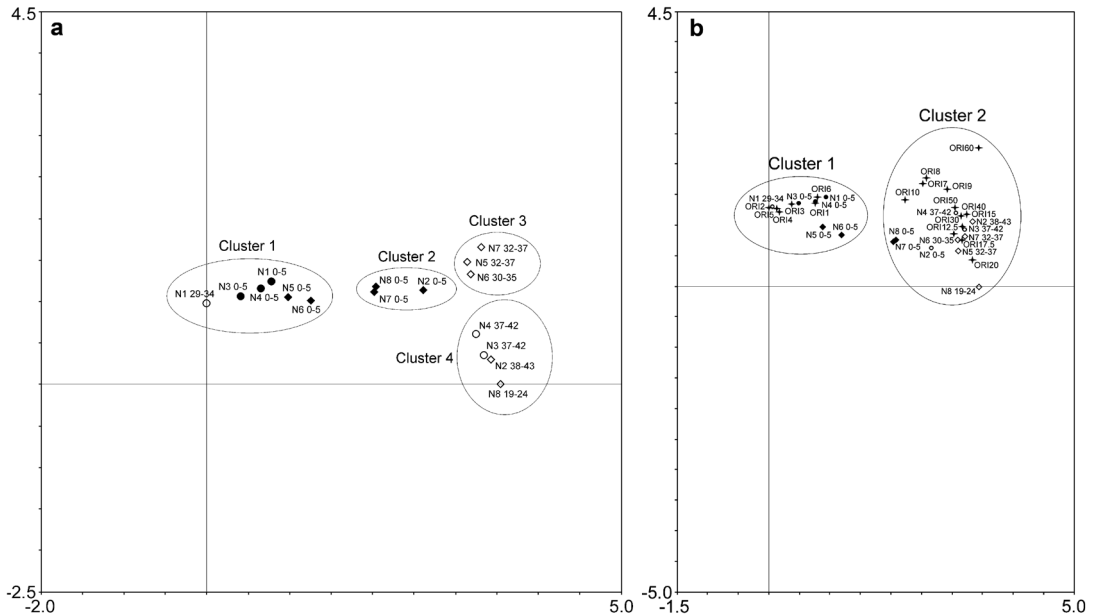 4.5
a
Cluster 3
Cluster 1
N7 32-37
Cluster 2
N5 32-37
N1 0-5
N6 30-35
N3 0-5
N5 0-5
N8 0-5
N2 0-5
N1 29-34
N4 0-5
N7 0-5
N6 0-5
N4 37-42
N3 37-42
Cluster 4
N2 38-43
N8 19-24
-2.5
-2.0
5.0
4.5
b
Cluster 2
ORI60
Cluster 1
ORI8
ORI7
ORI9
ORI6
ORI10
N1 29-34
N3 0-5
N1 0-5
ORI50
ORI2
N4 0-5
ORI40
ORI5
ORI3
ORI1
N4 37-42
ORI15
ORI4
ORI30
N2 38-43
N6 0-5
ORI12.5
N3 37-42
N5 0-5
N8 0-5
N7 32-37
N6 30-35
N7 0-5
ORI17.5
N2 0-5
N5 32-37
ORI20
N8 19-24
-5.0
-1.5
5.0